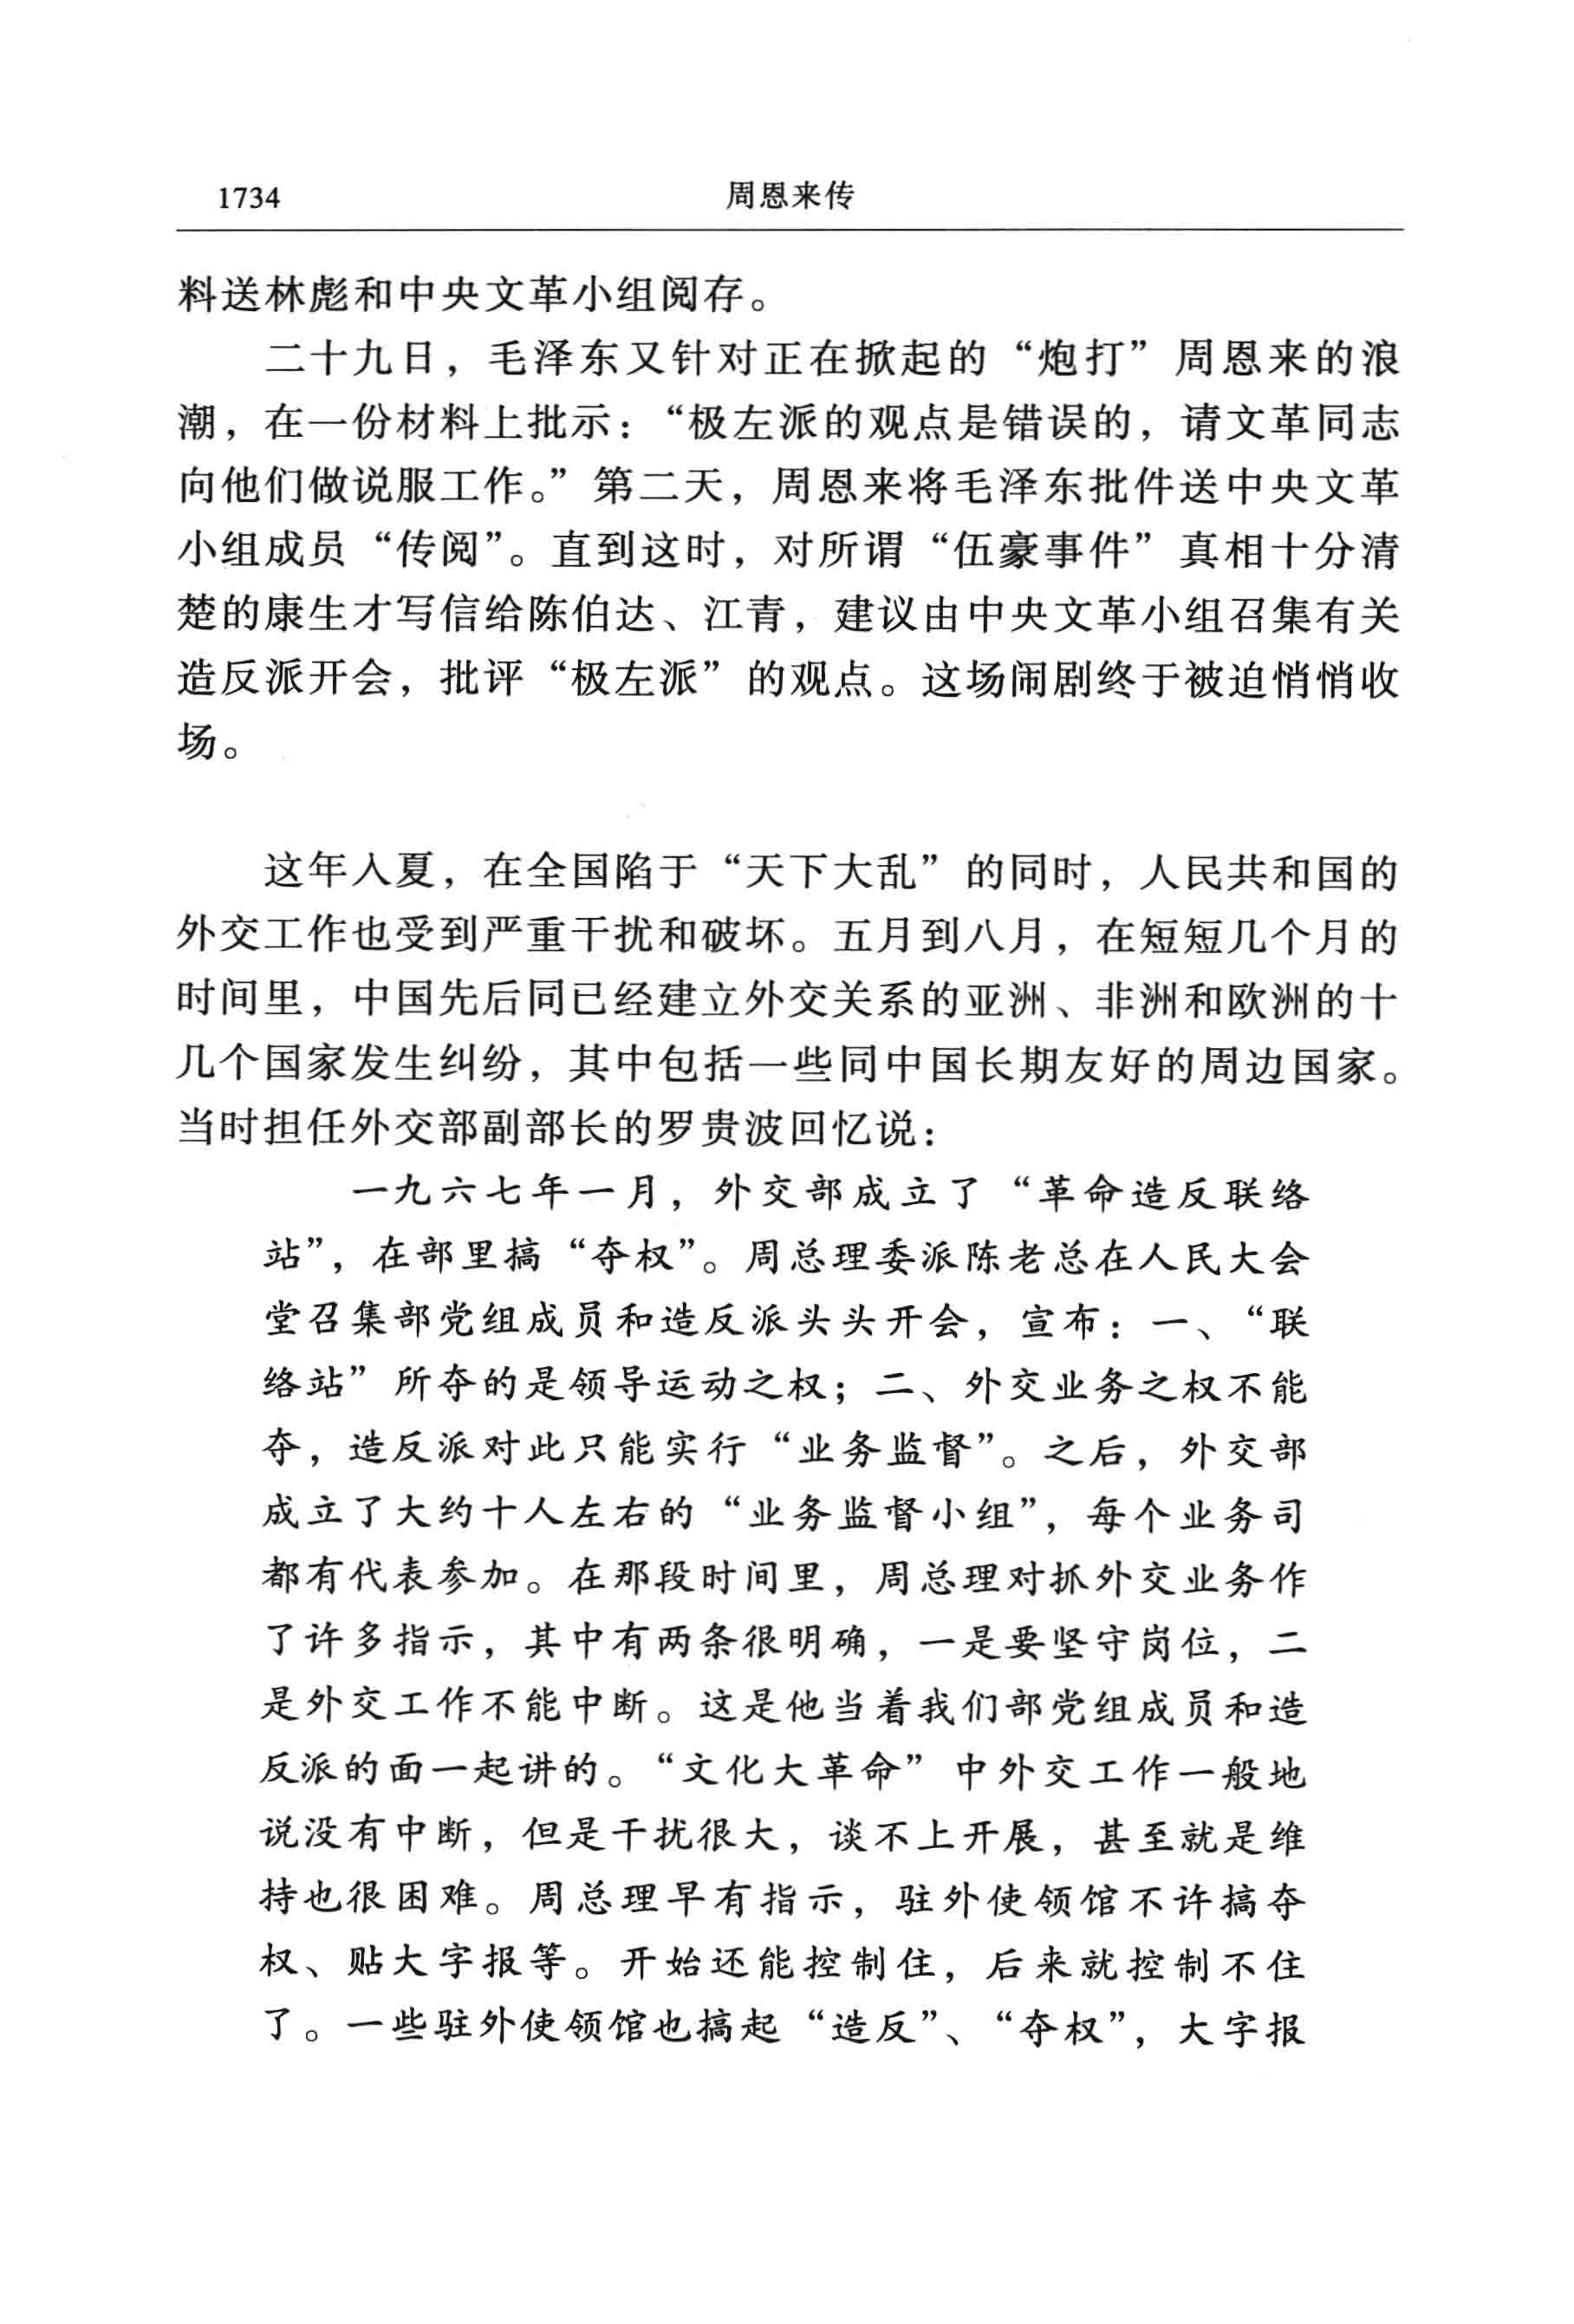 1734
周恩来传
料送林彪和中央文革小组阅存。
二十九日，毛泽东又针对正在掀起的“炮打”周恩来的浪
潮，在一份材料上批示：“极左派的观点是错误的，请文革同志
向他们做说服工作。”第二天，周恩来将毛泽东批件送中央文革
小组成员“传阅”。直到这时，对所谓“伍豪事件”真相十分清
楚的康生才写信给陈伯达、江青，建议由中央文革小组召集有关
造反派开会，批评“极左派”的观点。这场闹剧终于被迫悄悄收
场。
这年入夏，在全国陷于“天下大乱”的同时，人民共和国的
外交工作也受到严重干扰和破坏。五月到八月，在短短几个月的
时间里，中国先后同已经建立外交关系的亚洲、非洲和欧洲的十
几个国家发生纠纷，其中包括一些同中国长期友好的周边国家。
当时担任外交部副部长的罗贵波回忆说：
一九六七年一月，外交部成立了“革命造反联络
站”，在部里搞“夺权”。周总理委派陈老总在人民大会
堂召集部党组成员和造反派头头开会，宣布：一、“联
络站”所夺的是领导运动之权；二、外交业务之权不能
夺，造反派对此只能实行“业务监督”。之后，外交部
成立了大约十人左右的“业务监督小组”，每个业务司
都有代表参加。在那段时间里，周总理对抓外交业务作
了许多指示，其中有两条很明确，一是要坚守岗位，二
是外交工作不能中断。这是他当着我们部党组成员和造
反派的面一起讲的。“文化大革命”中外交工作一般地
说没有中断，但是干扰很大，谈不上开展，甚至就是维
持也很困难。周总理早有指示，驻外使领馆不许搞夺
权、贴大字报等。开始还能控制住，后来就控制不住
了。一些驻外使领馆也搞起“造反”、“夺权”，大字报